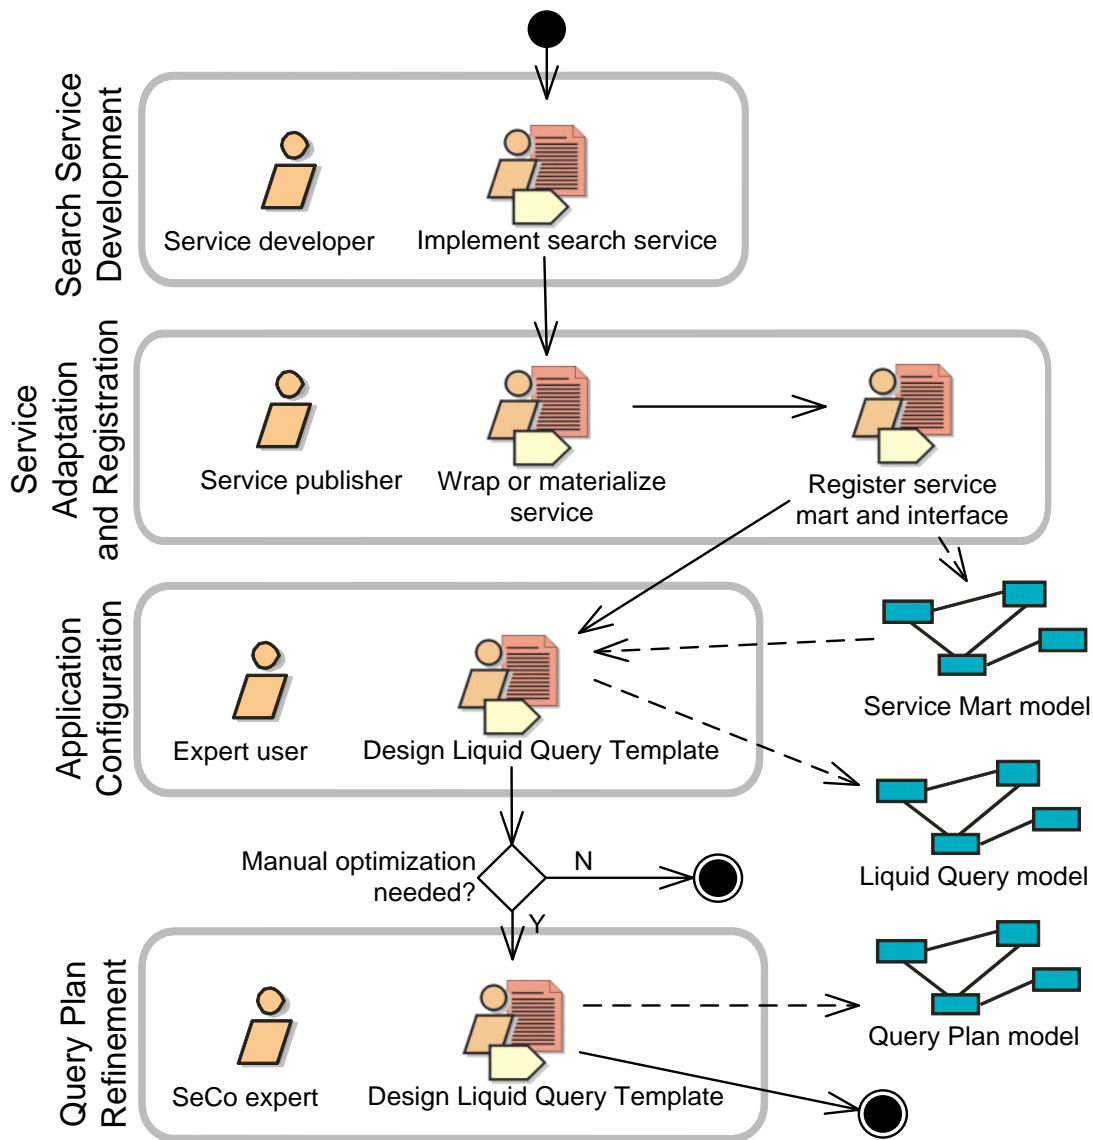 Search Service
Development
Service developer
Implement search service
Service
Adaptation
and Registration
Service publisher
Wrap or materialize
service
Register service
mart and interface
Application
Configuration
Expert user
Design Liquid Query Template
Service Mart model
Liquid Query model
Manual optimization
needed?
N
Y
Query Plan
Refinement
SeCo expert
Design Liquid Query Template
Query Plan model